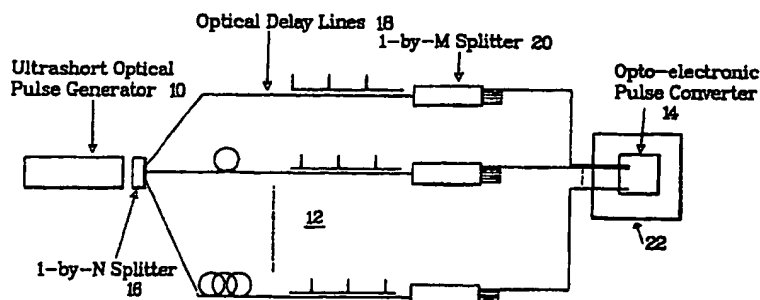 Optical Delay Lines 18
1-by-M Splitter 20
Ultrashort Optical
Pulse Generator 10
Opto-electronic
Pulse Converter
14
12
22
1-by-N Splitter
16